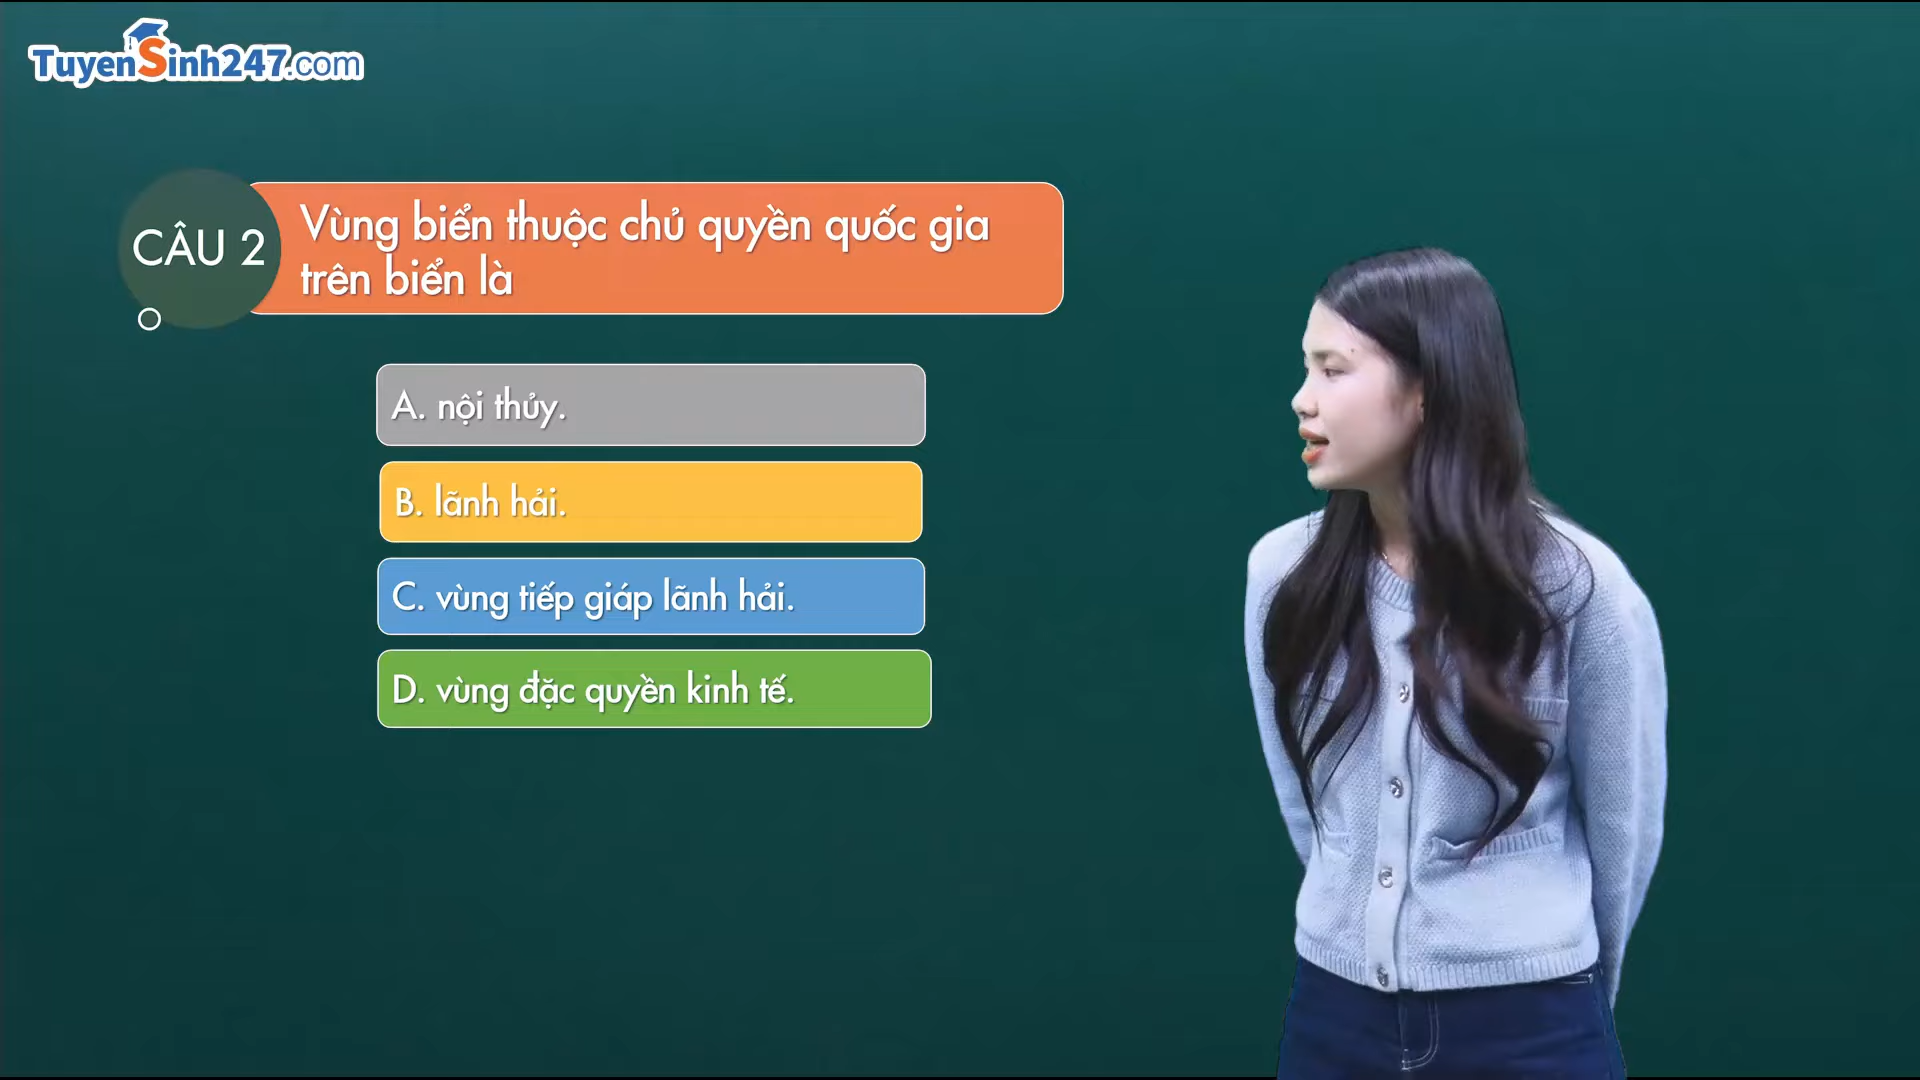 TuyenSinh247.com
CÂU 2
Vùng biển thuộc chủ quyền quốc gia
trên biển là
A. nội thủy.
B. lãnh hải.
C. vùng tiếp giáp lãnh hải.
D. vùng đặc quyền kinh tế.